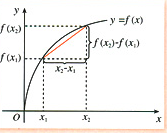 y
y =f(x)
f(x₂)
f(x₂)-f(x₁)
f(x₁)
x₂-x₁
O x₁ x₂ x